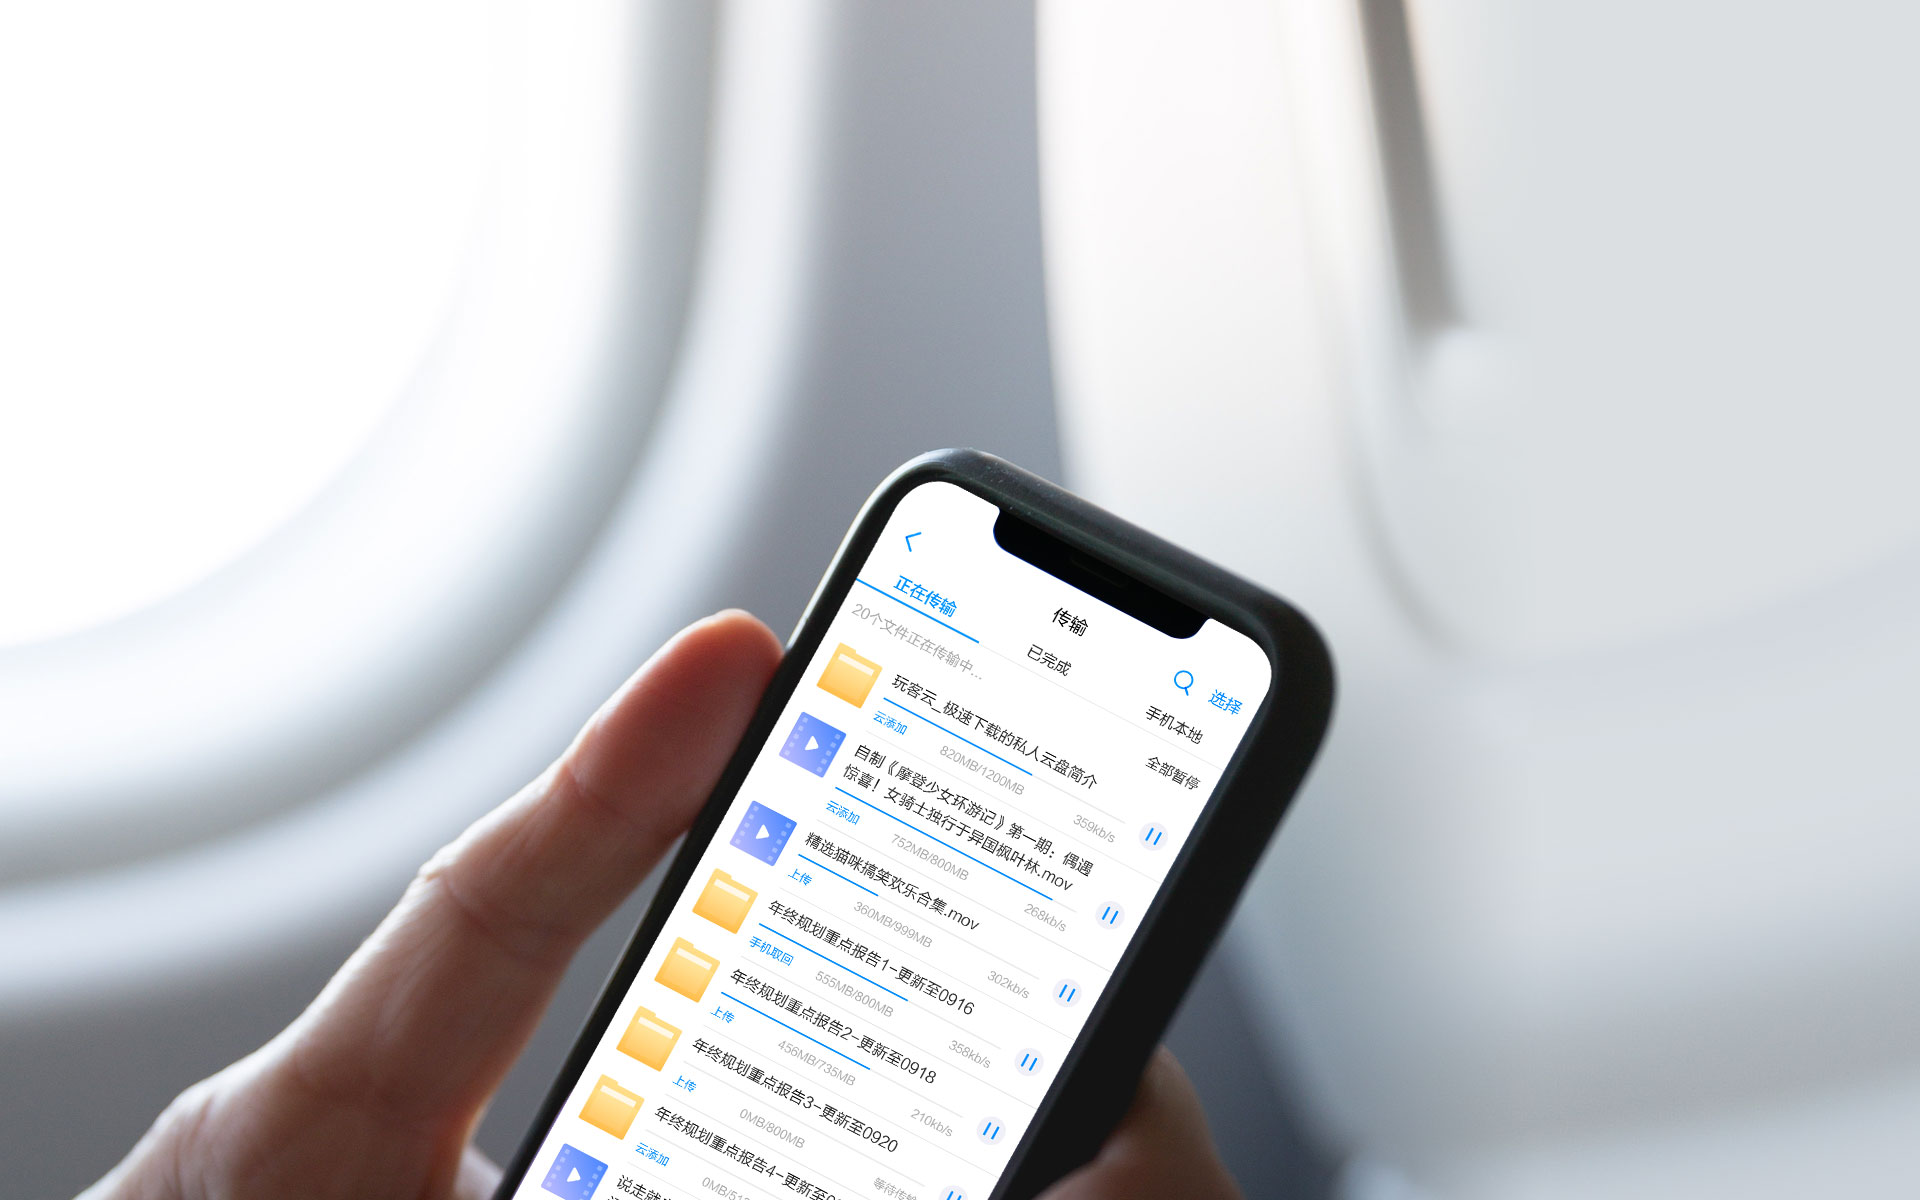 传输
选择
正在传输
已完成
手机本地
20个文件正在传输中...
全部暂停
玩客云_极速下载的私人云盘简介
云添加
820MB/1200MB
359kb/s
自制《摩登少女环游记》第一期：偶遇
惊喜！女骑士独行于异国枫叶林.mov
云添加
752MB/800MB
268kb/s
精选猫咪搞笑欢乐合集.mov
上传
360MB/999MB
302kb/s
年终规划重点报告1-更新至0916
手机取回
555MB/800MB
358kb/s
年终规划重点报告2-更新至0918
上传
456MB/735MB
210kb/s
年终规划重点报告3-更新至0920
上传
0MB/800MB
等待传输
年终规划重点报告4-更新至
云添加
0MB/
说走就